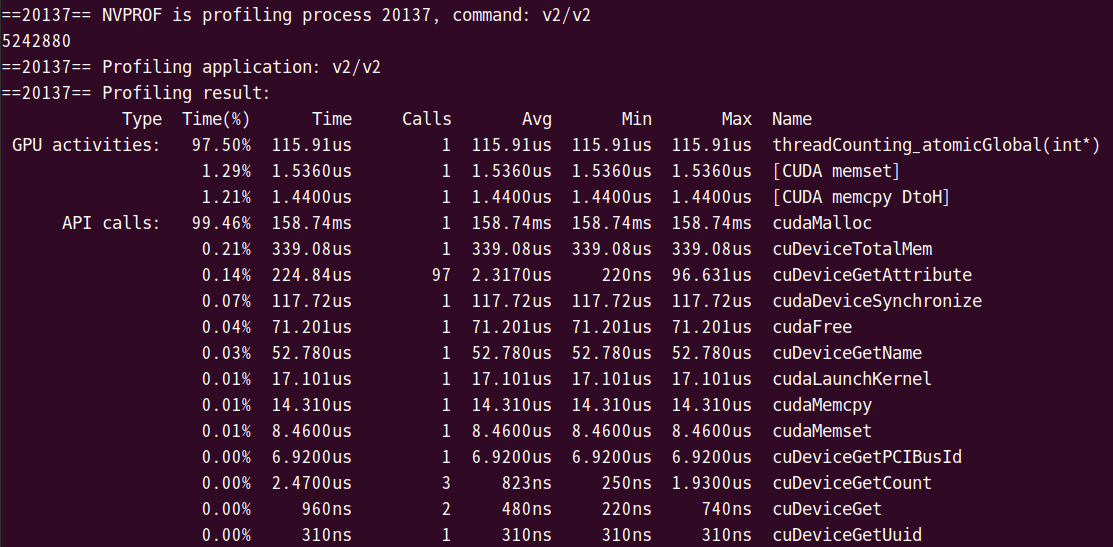 ==20137== NVPROF is profiling process 20137, command: v2/v2
5242880
==20137== Profiling application: v2/v2
==20137== Profiling result:
Type Time(%) Time Calls Avg Min Max Name
GPU activities: 97.50% 115.91us 1 115.91us 115.91us 115.91us threadCounting_atomicGlobal(int*)
1.29% 1.5360us 1 1.5360us 1.5360us 1.5360us [CUDA memset]
1.21% 1.4400us 1 1.4400us 1.4400us 1.4400us [CUDA memcpy DtoH]
API calls: 99.46% 158.74ms 1 158.74ms 158.74ms 158.74ms cudaMalloc
0.21% 339.08us 1 339.08us 339.08us 339.08us cuDeviceTotalMem
0.14% 224.84us 97 2.3170us 220ns 96.631us cuDeviceGetAttribute
0.07% 117.72us 1 117.72us 117.72us 117.72us cudaDeviceSynchronize
0.04% 71.201us 1 71.201us 71.201us 71.201us cudaFree
0.03% 52.780us 1 52.780us 52.780us 52.780us cuDeviceGetName
0.01% 17.101us 1 17.101us 17.101us 17.101us cudaLaunchKernel
0.01% 14.310us 1 14.310us 14.310us 14.310us cudaMemcpy
0.01% 8.4600us 1 8.4600us 8.4600us 8.4600us cudaMemset
0.00% 6.9200us 1 6.9200us 6.9200us 6.9200us cuDeviceGetPCIBusId
0.00% 2.4700us 3 823ns 250ns 1.9300us cuDeviceGetCount
0.00% 960ns 2 480ns 220ns 740ns cuDeviceGet
0.00% 310ns 1 310ns 310ns 310ns cuDeviceGetUuid